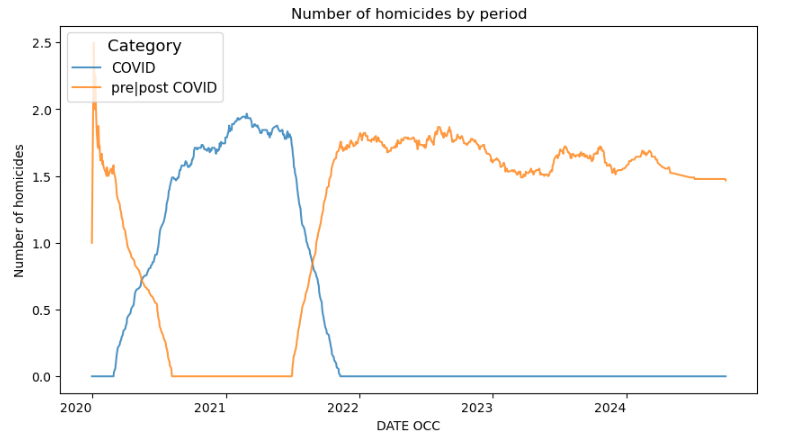 Number of homicides by period
Number of homicides
2.5
2.0
1.5
1.0
0.5
0.0
Category
COVID
pre|post COVID
2020
2021
2022
2023
2024
DATE OCC